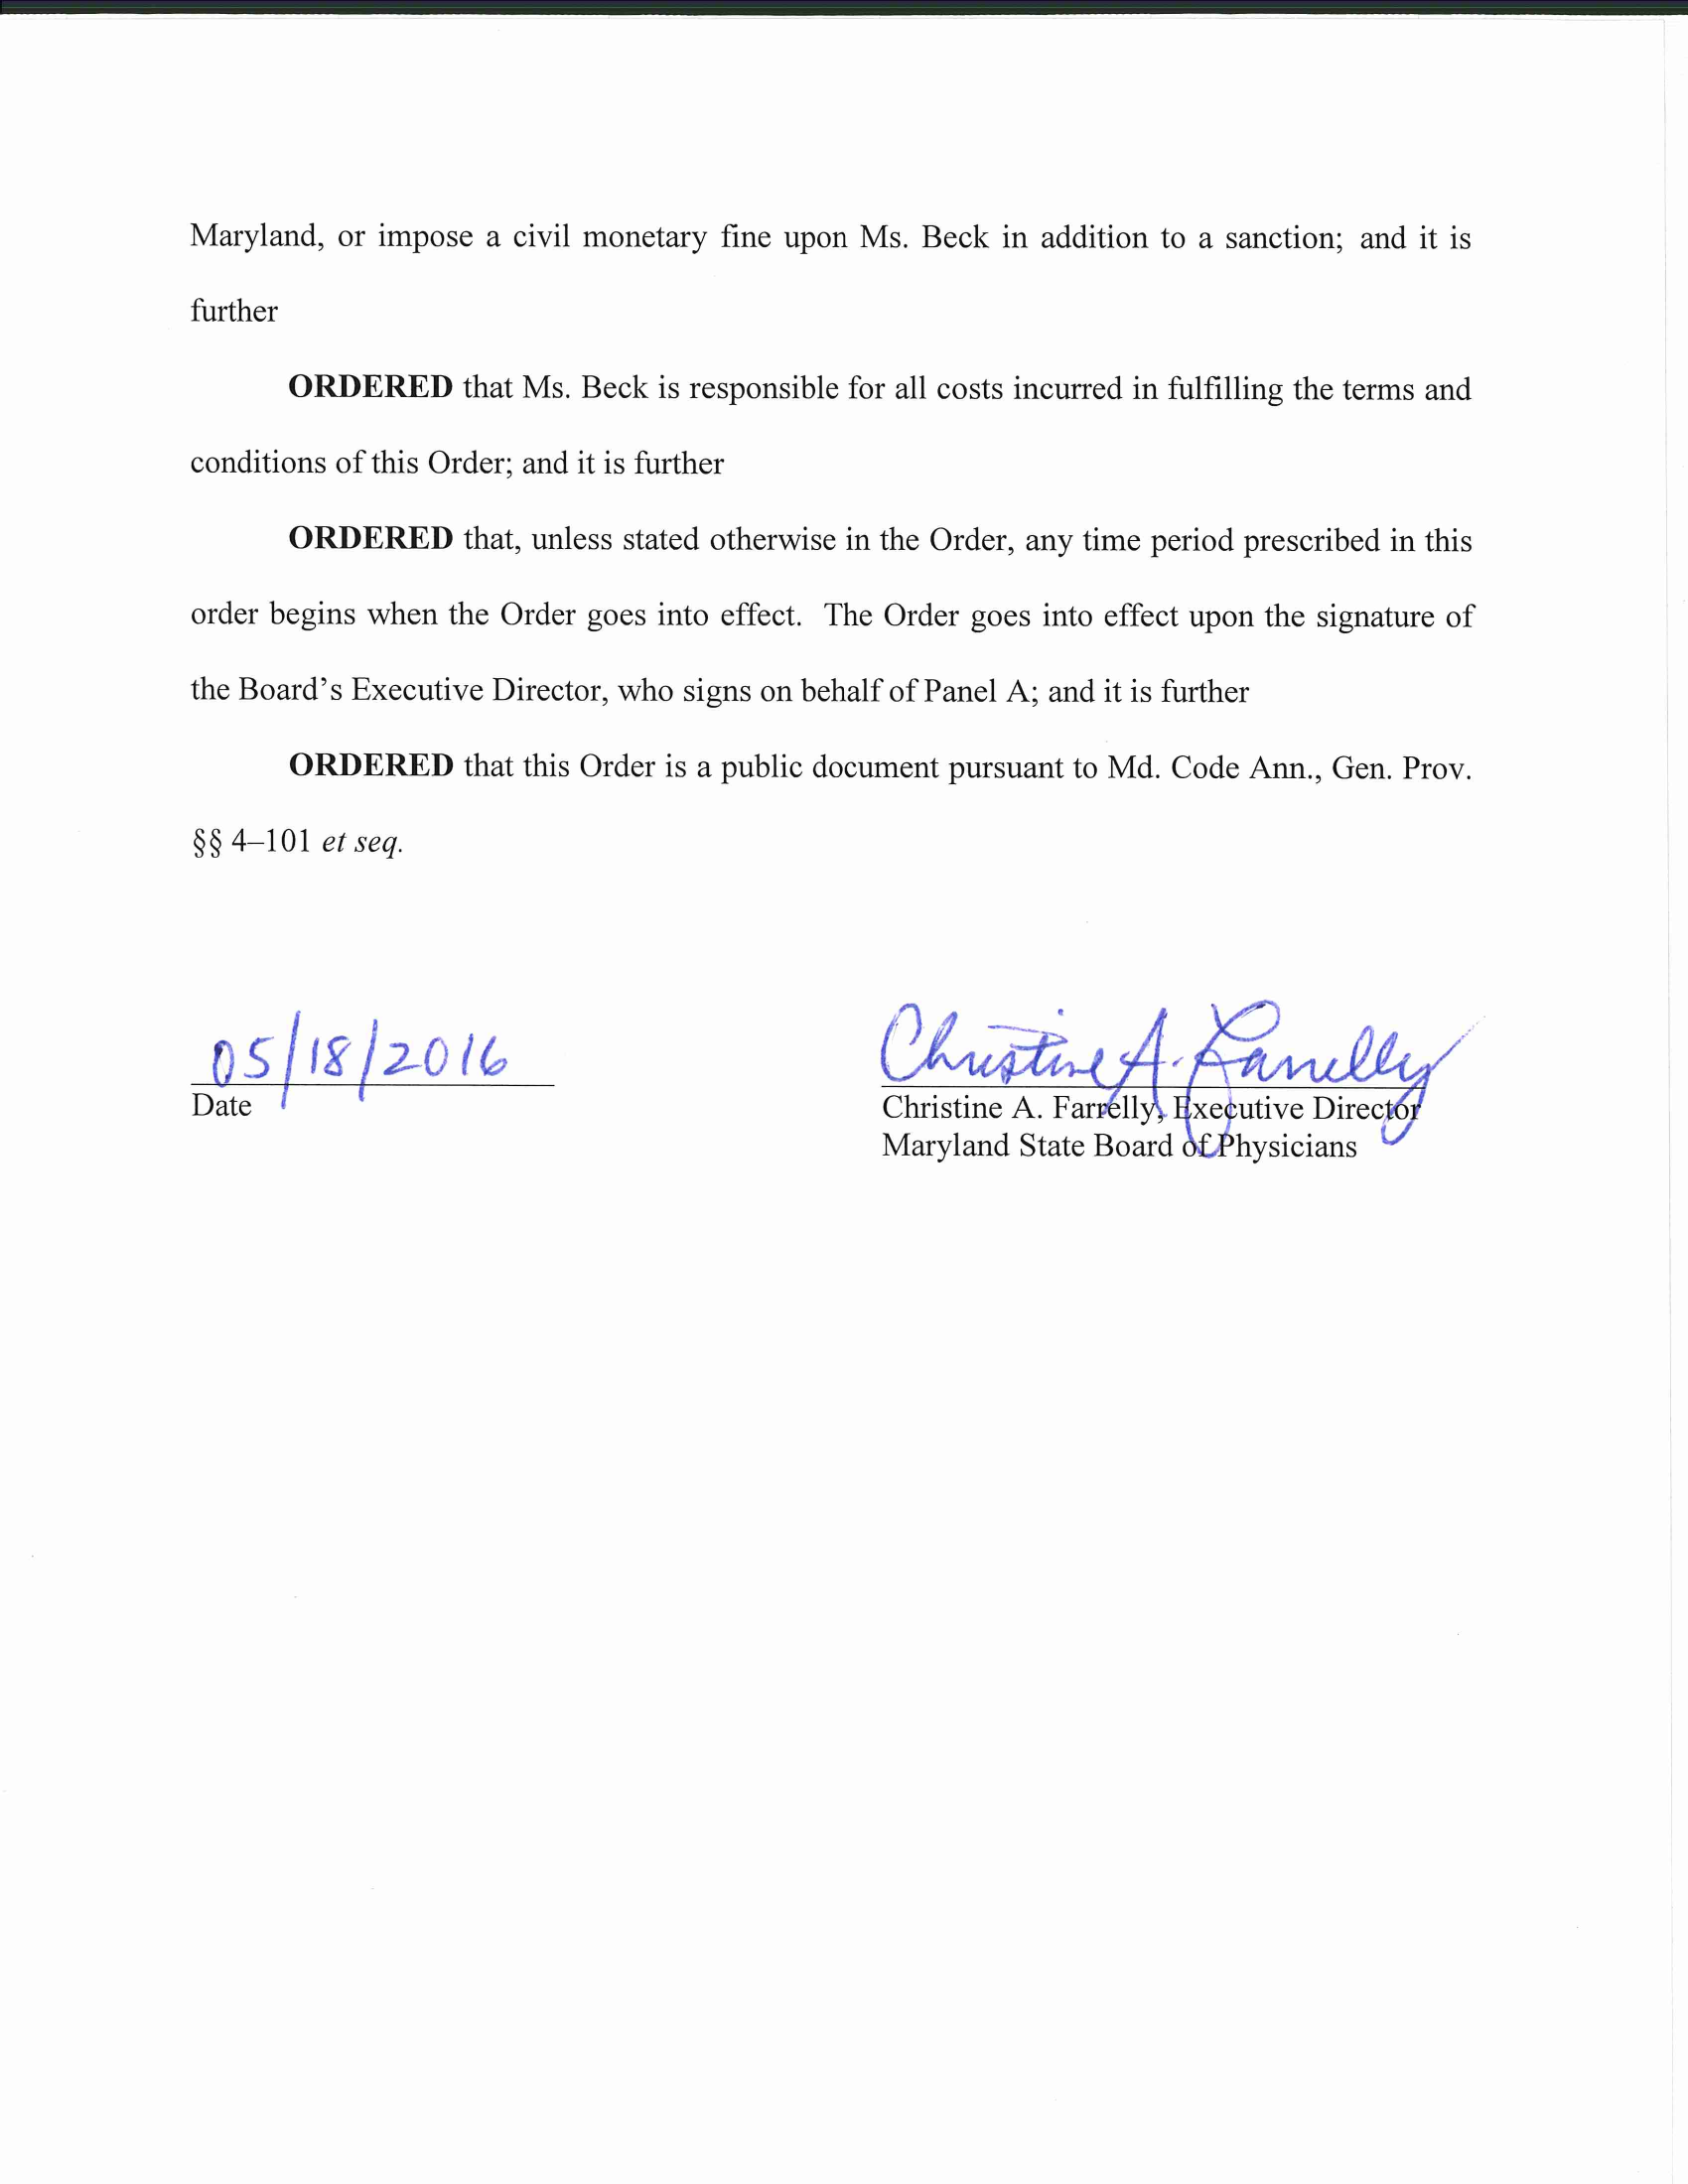 Maryland, or impose a civil monetary fine upon Ms. Beck in addition to a sanction; and it is
further
ORDERED that Ms. Beck is responsible for all costs incurred in fulfilling the terms and
conditions of this Order; and it is further
ORDERED that, unless stated otherwise in the Order, any time period prescribed in this
order begins when the Order goes into effect. The Order goes into effect upon the signature of
the Board’s Executive Director, who signs on behalf of Panel A; and it is further
ORDERED that this Order is a public document pursuant to Md. Code Ann., Gen. Prov.
§§ 4–101 et seq.
05/18/2016
Christine A. Farrelly
Date
Christine A. Farrelly, Executive Director
Maryland State Board of Physicians